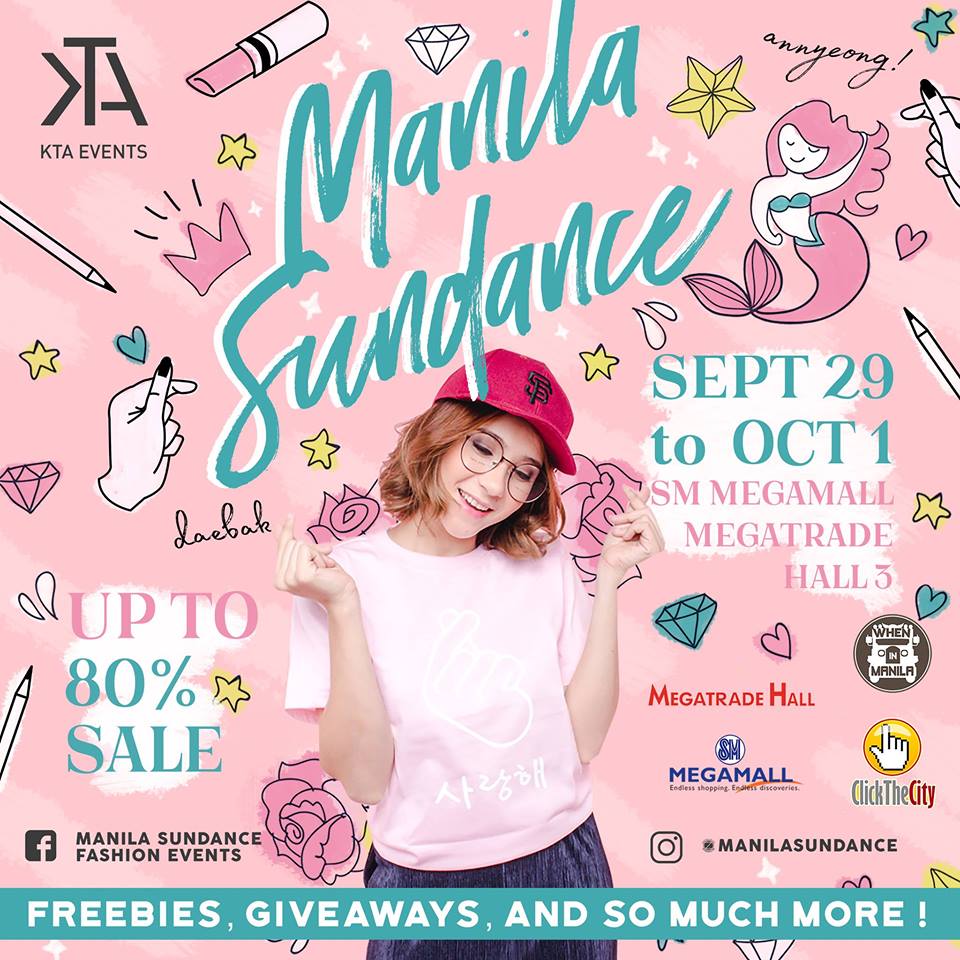 KTA
KTA EVENTS
Manila
Sundance
annyeong!
SF
SEPT 29
to OCT 1
SM MEGAMALL
MEGATRADE
HALL 3
daebak
UP TO
80%
SALE
사랑해
WHEN
IN
MANILA
MEGATRADE HALL
SM
MEGAMALL
Endless shopping. Endless discoveries.
ClickTheCity
MANILA SUNDANCE
FASHION EVENTS
@MANILASUNDANCE
FREEBIES, GIVEAWAYS, AND SO MUCH MORE!